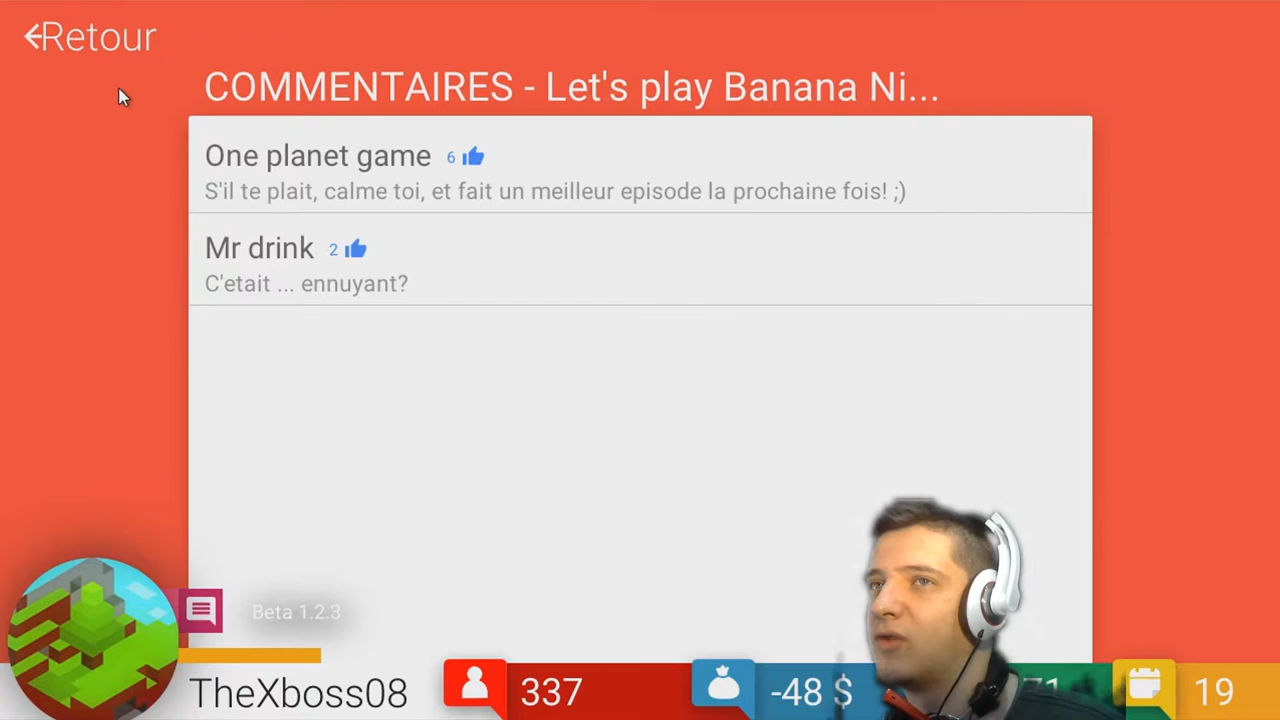 Retour
COMMENTAIRES - Let's play Banana Ni...
One planet game 6
S'il te plait, calme toi, et fait un meilleur episode la prochaine fois! ;)
Mr drink 2
C'etait ... ennuyant?
Beta 1.2.3
TheXboss08 337 -48 $ 19